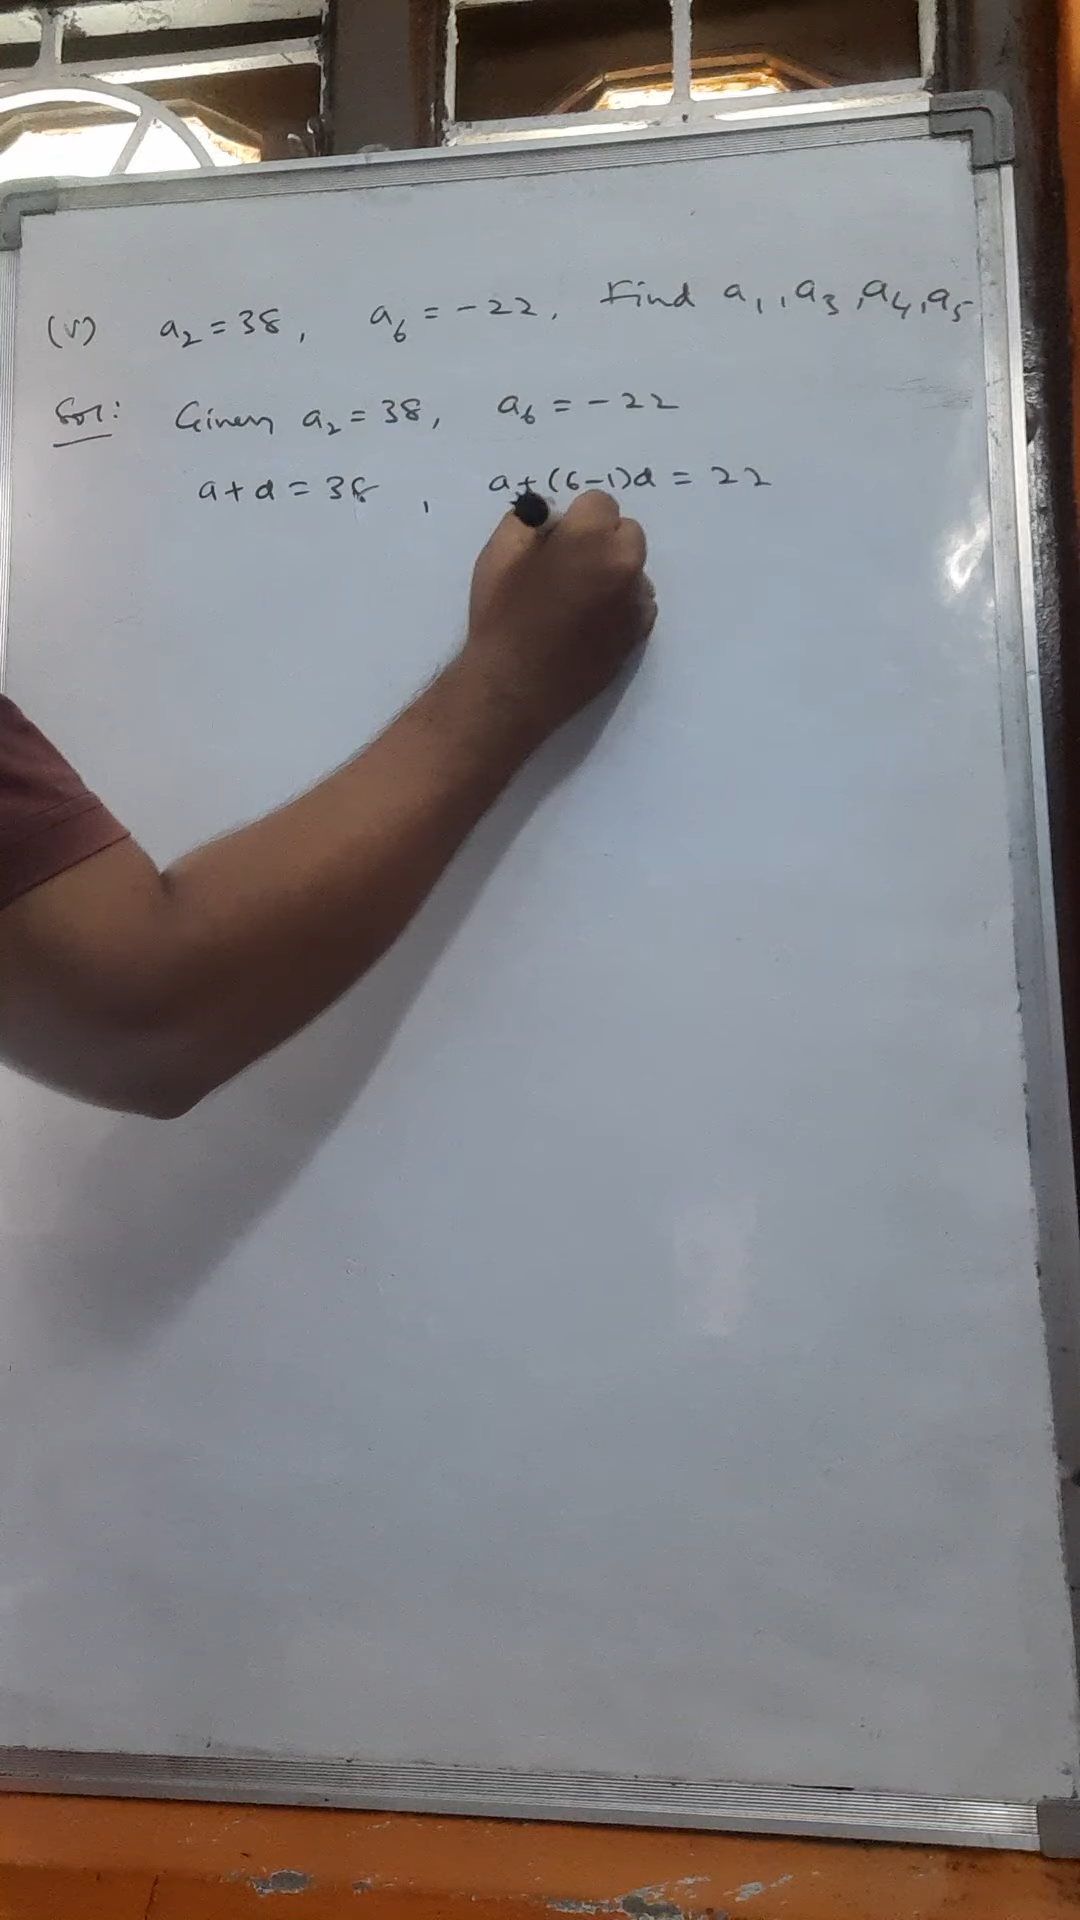 (V) a₂ = 38, a₆ = -22, Find a₁, a₃, a₄, a₅
Sol: Given a₂ = 38, a₆ = -22
a+d = 38, a+(6-1)d = 22